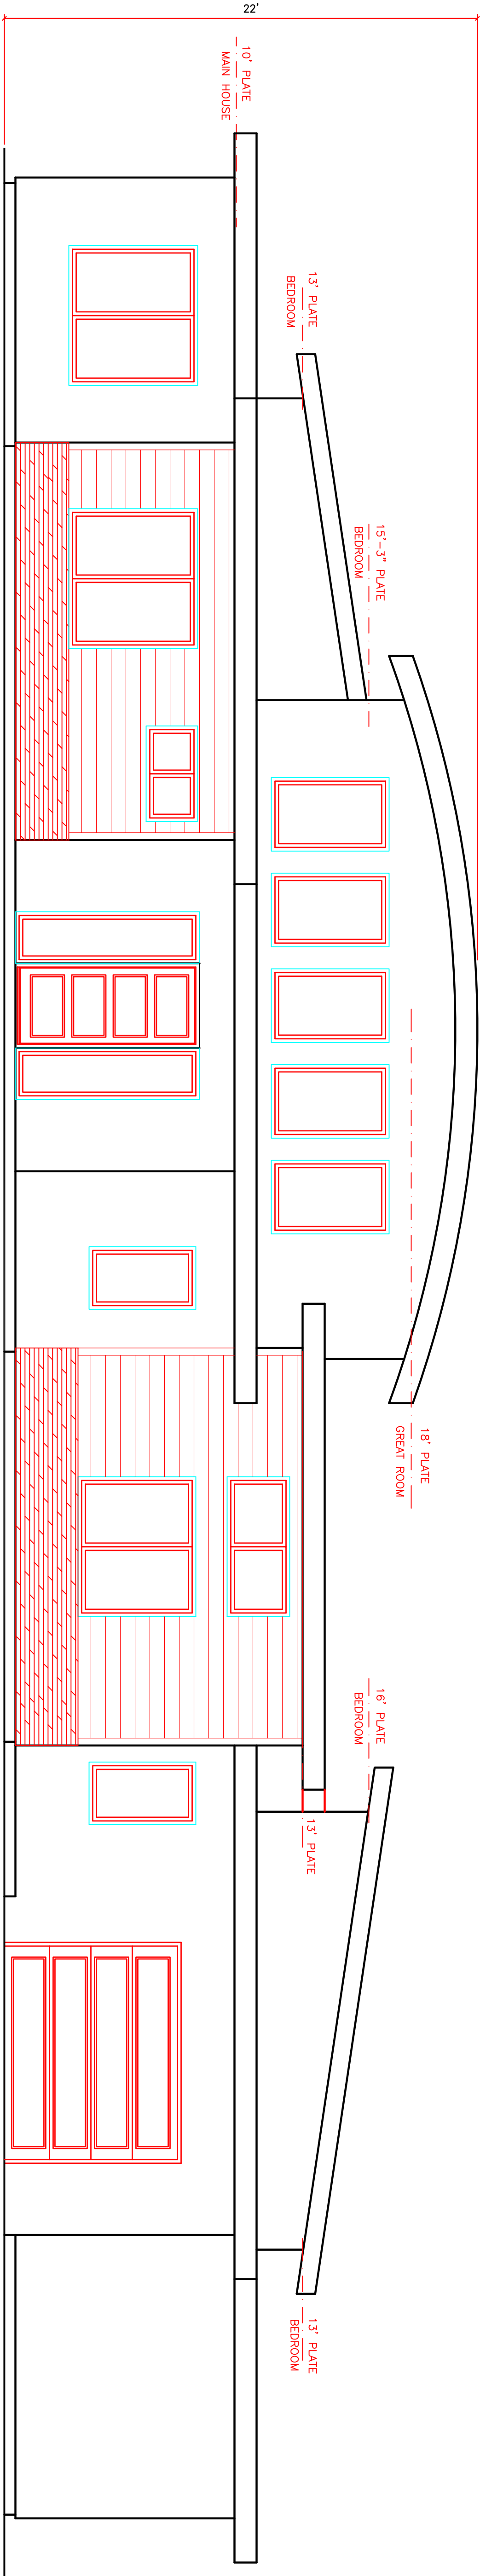 22'
10' PLATE
MAIN HOUSE
13' PLATE
BEDROOM
15'-3" PLATE
BEDROOM
18' PLATE
GREAT ROOM
16' PLATE
BEDROOM
13' PLATE
13' PLATE
BEDROOM